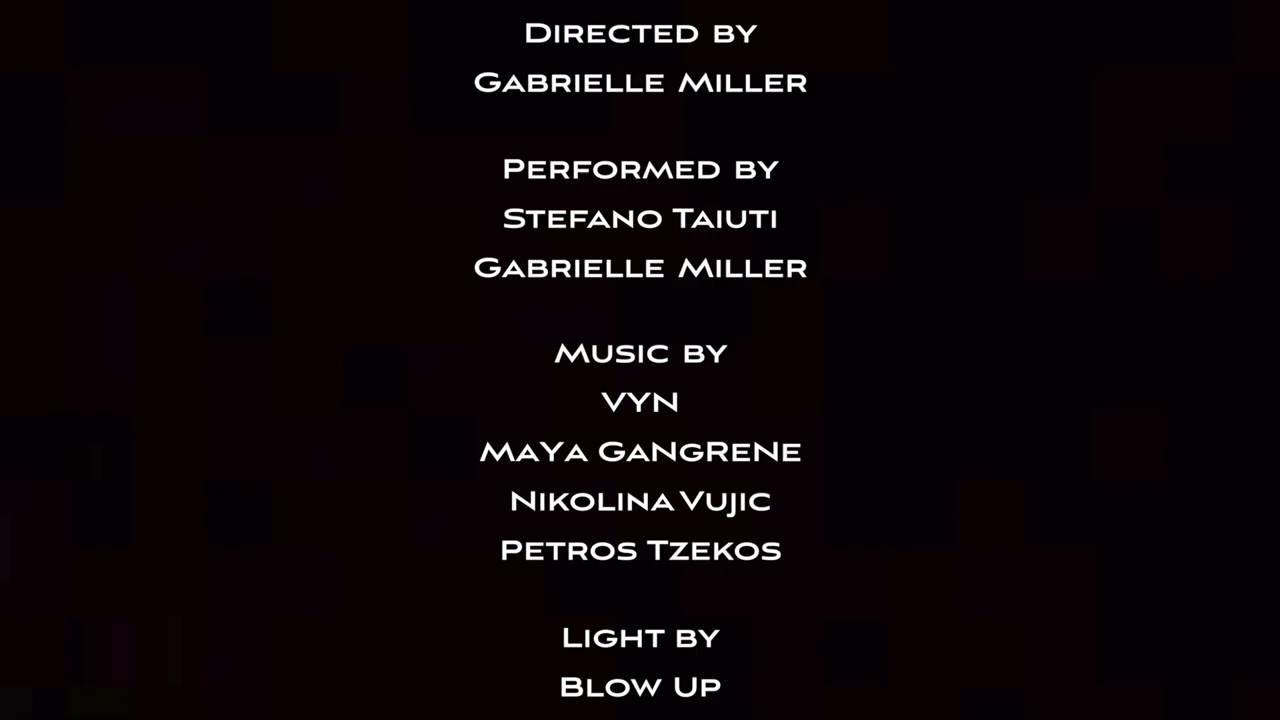 Directed by
Gabrielle Miller
Performed by
Stefano Taiuti
Gabrielle Miller
Music by
VYN
maYa GaNgReNe
Nikolina Vujic
Petros Tzekos
Light by
Blow Up